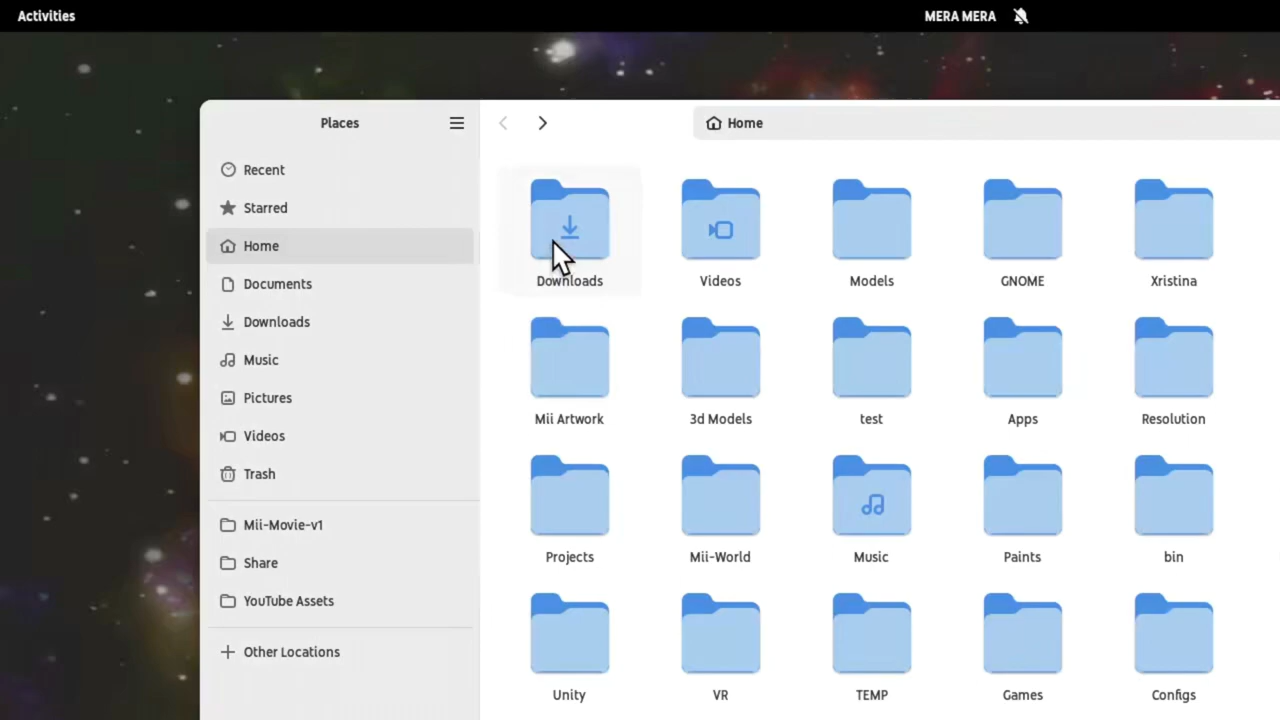 Activities
MERA MERA
Places
Home
Recent
Starred
Home
Documents
Downloads
Music
Pictures
Videos
Trash
Mii-Movie-v1
Share
YouTube Assets
Other Locations
Downloads
Videos
Models
GNOME
Xristina
Mii Artwork
3d Models
test
Apps
Resolution
Projects
Mii-World
Music
Paints
bin
Unity
VR
TEMP
Games
Configs